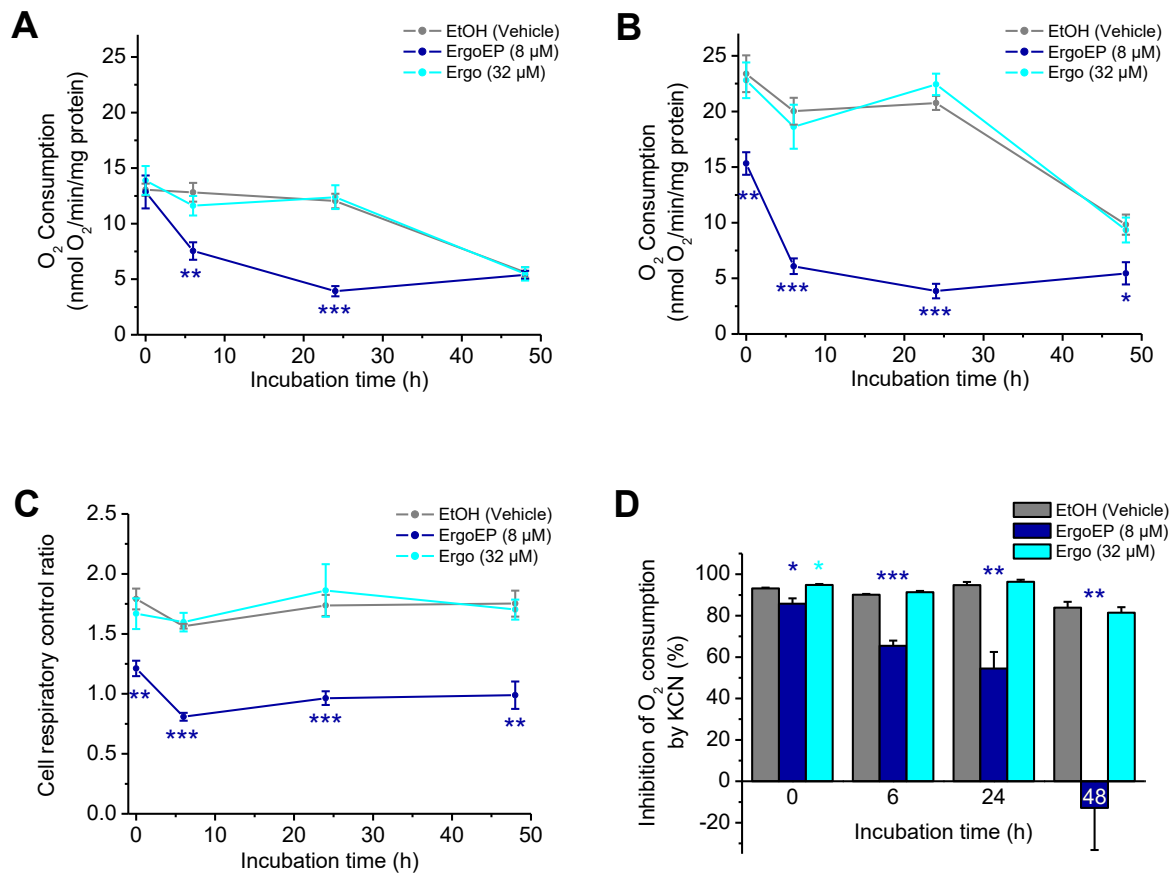 A
EtOH (Vehicle)
ErgoEP (8 µM)
Ergo (32 µM)
25
20
15
10
5
0
O₂ Consumption
(nmol O₂/min/mg protein)
**
***
0 10 20 30 40 50
Incubation time (h)
B
EtOH (Vehicle)
ErgoEP (8 µM)
Ergo (32 µM)
25
20
15
10
5
0
O₂ Consumption
(nmol O₂/min/mg protein)
**
***
***
*
0 10 20 30 40 50
Incubation time (h)
C
EtOH (Vehicle)
ErgoEP (8 µM)
Ergo (32 µM)
2.5
2.0
1.5
1.0
0.5
0.0
Cell respiratory control ratio
**
***
***
**
0 10 20 30 40 50
Incubation time (h)
D
EtOH (Vehicle)
ErgoEP (8 µM)
Ergo (32 µM)
100
80
60
40
20
0
-20
Inhibition of O₂ consumption
by KCN (%)
* * *** ** **
0 6 24 48
Incubation time (h)